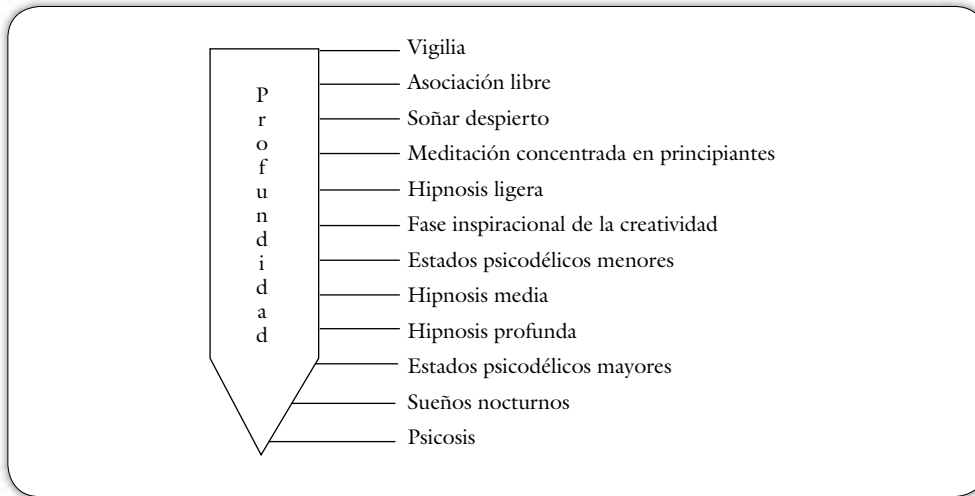 Profundidad
Vigilia
Asociación libre
Soñar despierto
Meditación concentrada en principiantes
Hipnosis ligera
Fase inspiracional de la creatividad
Estados psicodélicos menores
Hipnosis media
Hipnosis profunda
Estados psicodélicos mayores
Sueños nocturnos
Psicosis